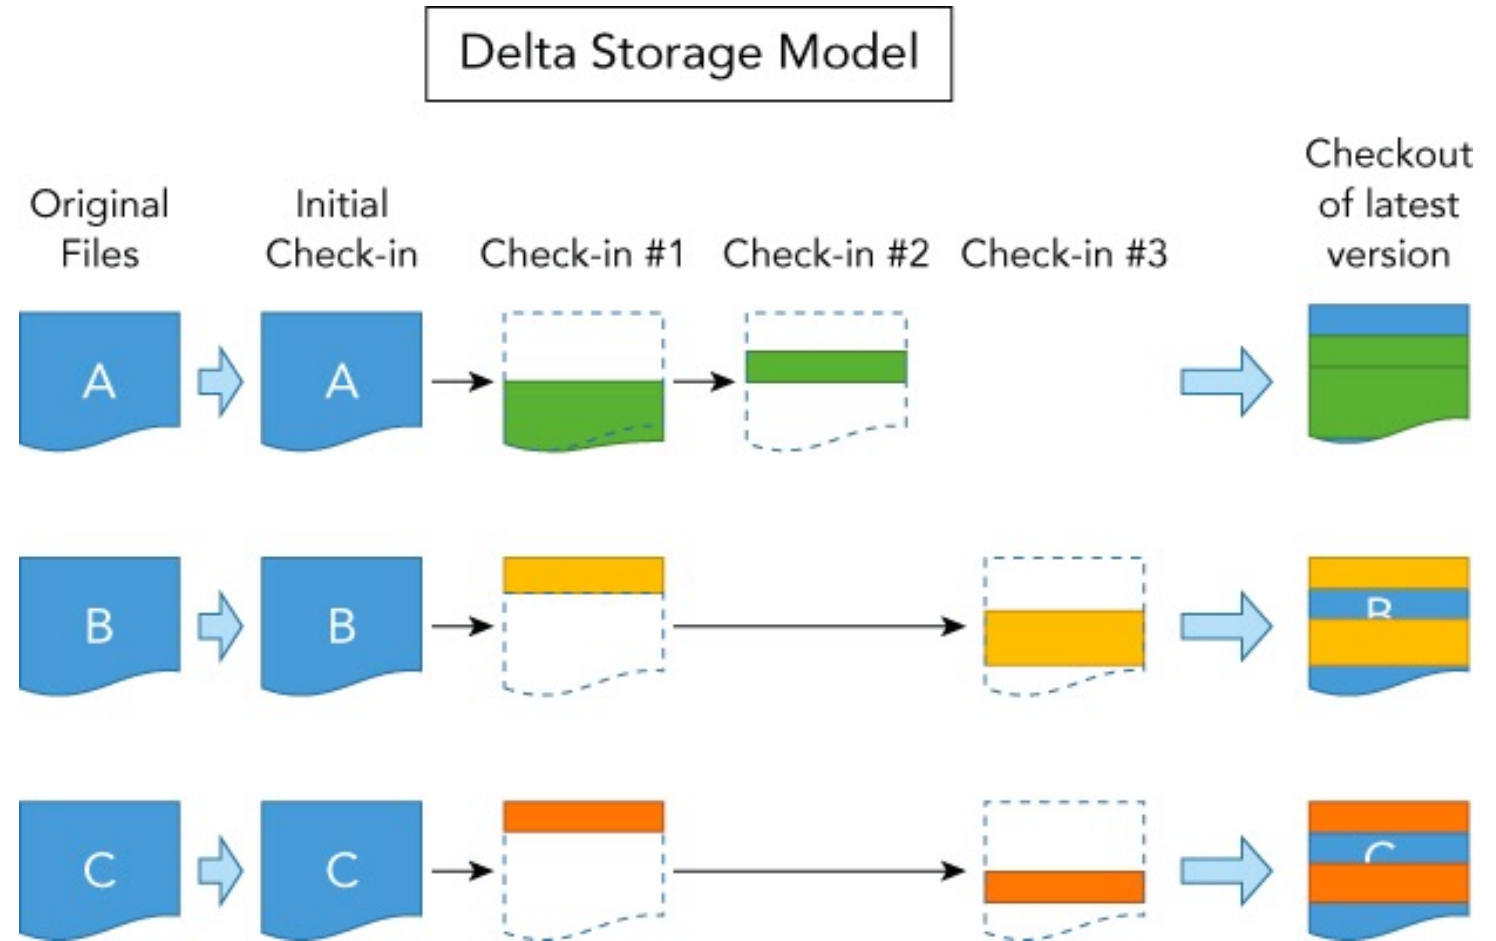 Delta Storage Model
Original
Files
Initial
Check-in
Check-in #1
Check-in #2
Check-in #3
Checkout
of latest
version
A
A
B
B
B
C
C
C